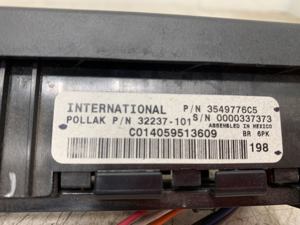 INTERNATIONAL P/N 3549776C5
POLLAK P/N 32237-101 S/N 0000337373
ASSEMBLED IN MEXICO
C014059513609 BR 6PK
198